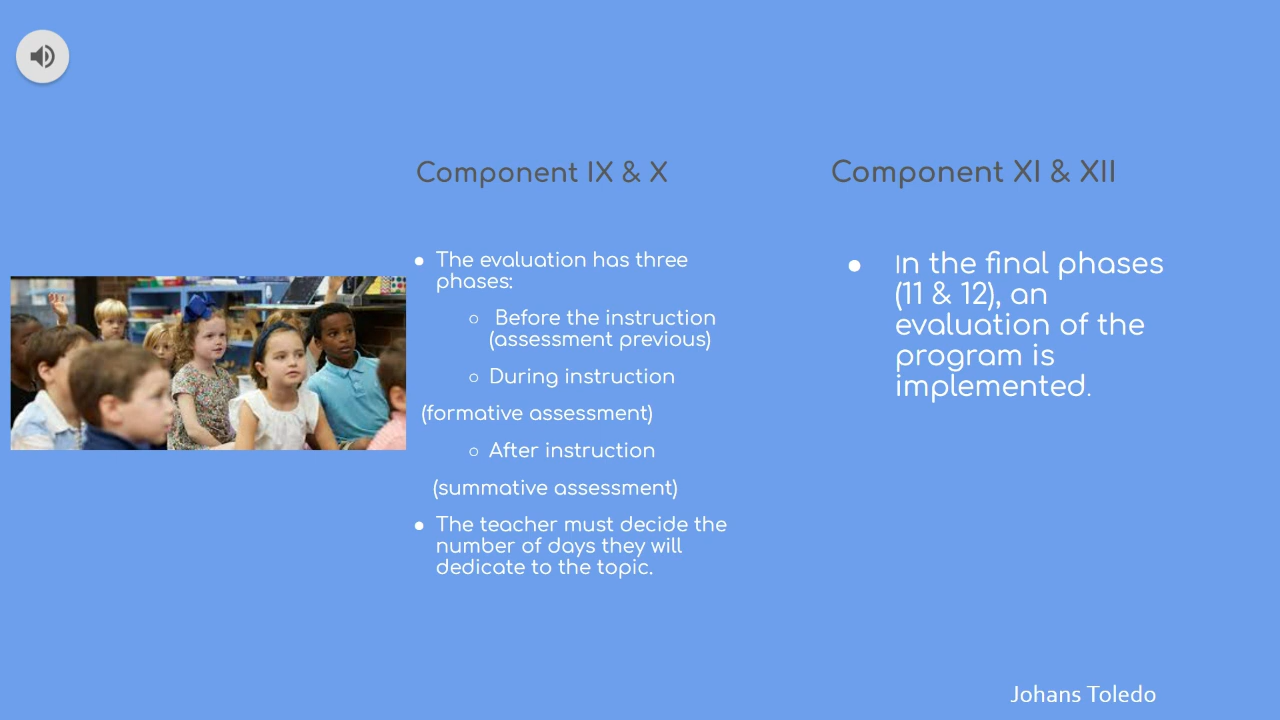 Component IX & X
● The evaluation has three
phases:
○ Before the instruction
(assessment previous)
○ During instruction
(formative assessment)
○ After instruction
(summative assessment)
● The teacher must decide the
number of days they will
dedicate to the topic.
Component XI & XII
● In the final phases
(11 & 12), an
evaluation of the
program is
implemented.
Johans Toledo